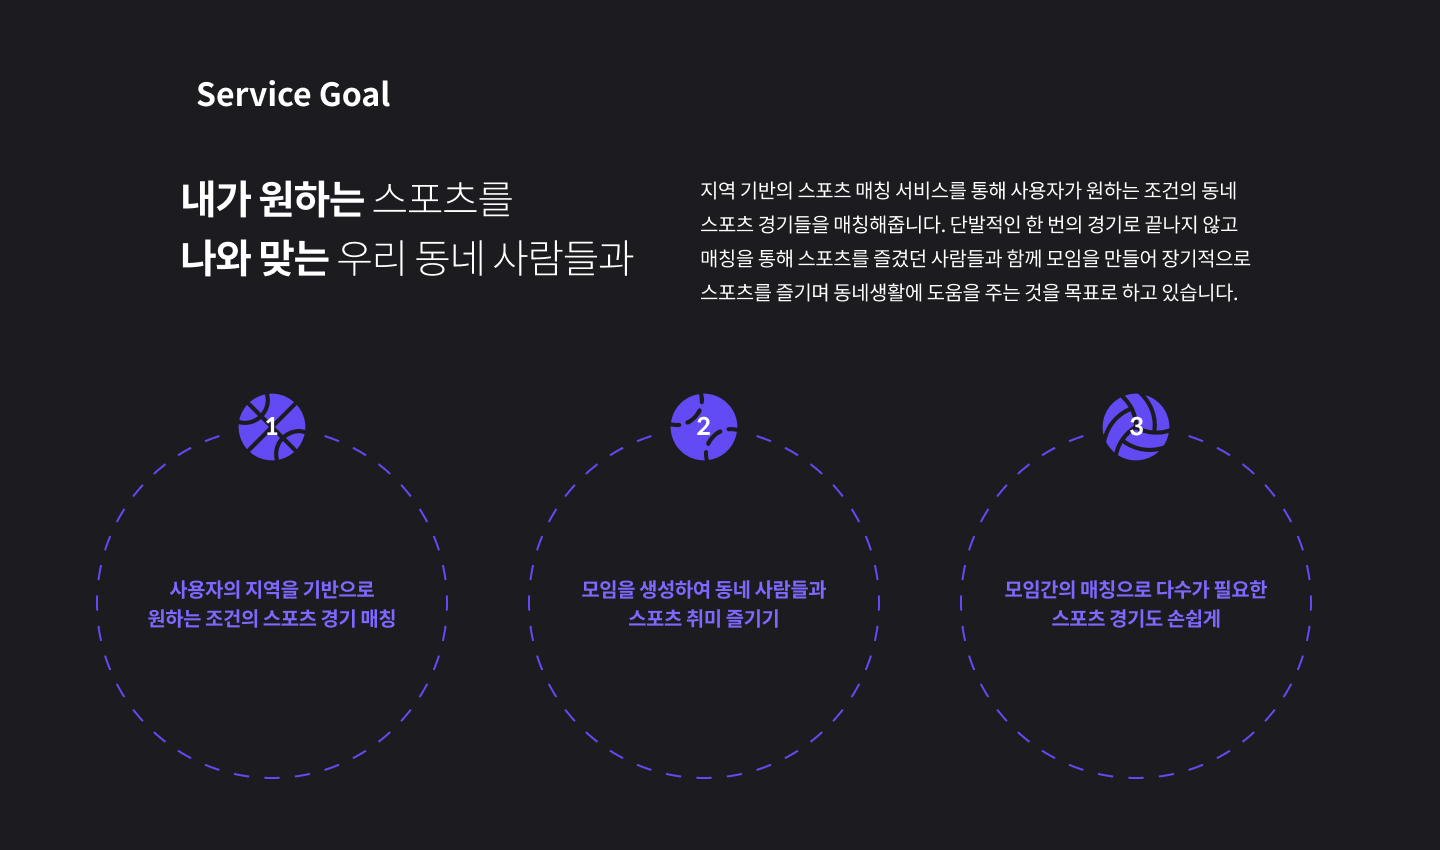 Service Goal
내가 원하는 스포츠를
나와 맞는 우리 동네 사람들과
지역 기반의 스포츠 매칭 서비스를 통해 사용자가 원하는 조건의 동네
스포츠 경기들을 매칭해줍니다. 단발적인 한 번의 경기로 끝나지 않고
매칭을 통해 스포츠를 즐겼던 사람들과 함께 모임을 만들어 장기적으로
스포츠를 즐기며 동네생활에 도움을 주는 것을 목표로 하고 있습니다.
1
사용자의 지역을 기반으로
원하는 조건의 스포츠 경기 매칭
2
모임을 생성하여 동네 사람들과
스포츠 취미 즐기기
3
모임간의 매칭으로 다수가 필요한
스포츠 경기도 손쉽게